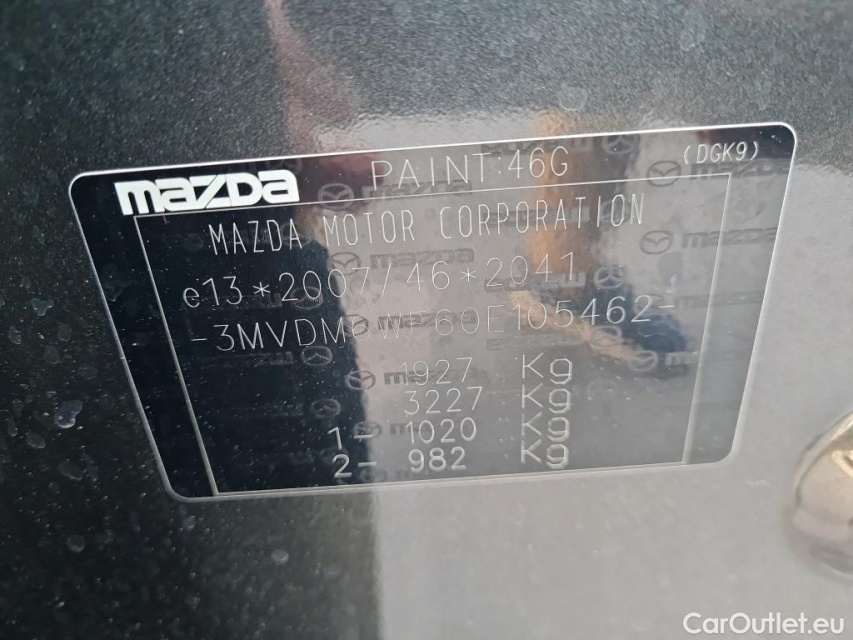 mazda PAINT:46G (DGK9)
MAZDA MOTOR CORPORATION
e13*2007/46*2041
1927 Kg
3227 Kg
1- 1020 Kg
2- 982 Kg
CarOutlet.eu